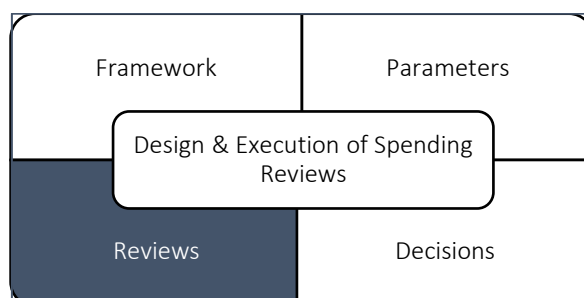 Framework
Parameters
Design & Execution of Spending
Reviews
Reviews
Decisions